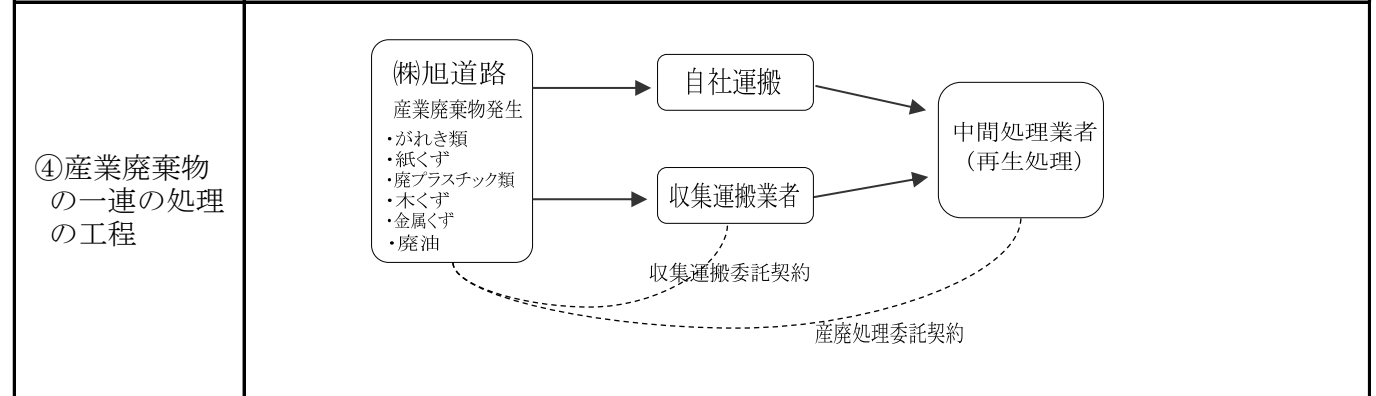 ④産業廃棄物
の一連の処理
の工程
㈱旭道路
産業廃棄物発生
・がれき類
・紙くず
・廃プラスチック類
・木くず
・金属くず
・廃油
自社運搬
収集運搬業者
中間処理業者
（再生処理）
収集運搬委託契約
産廃処理委託契約